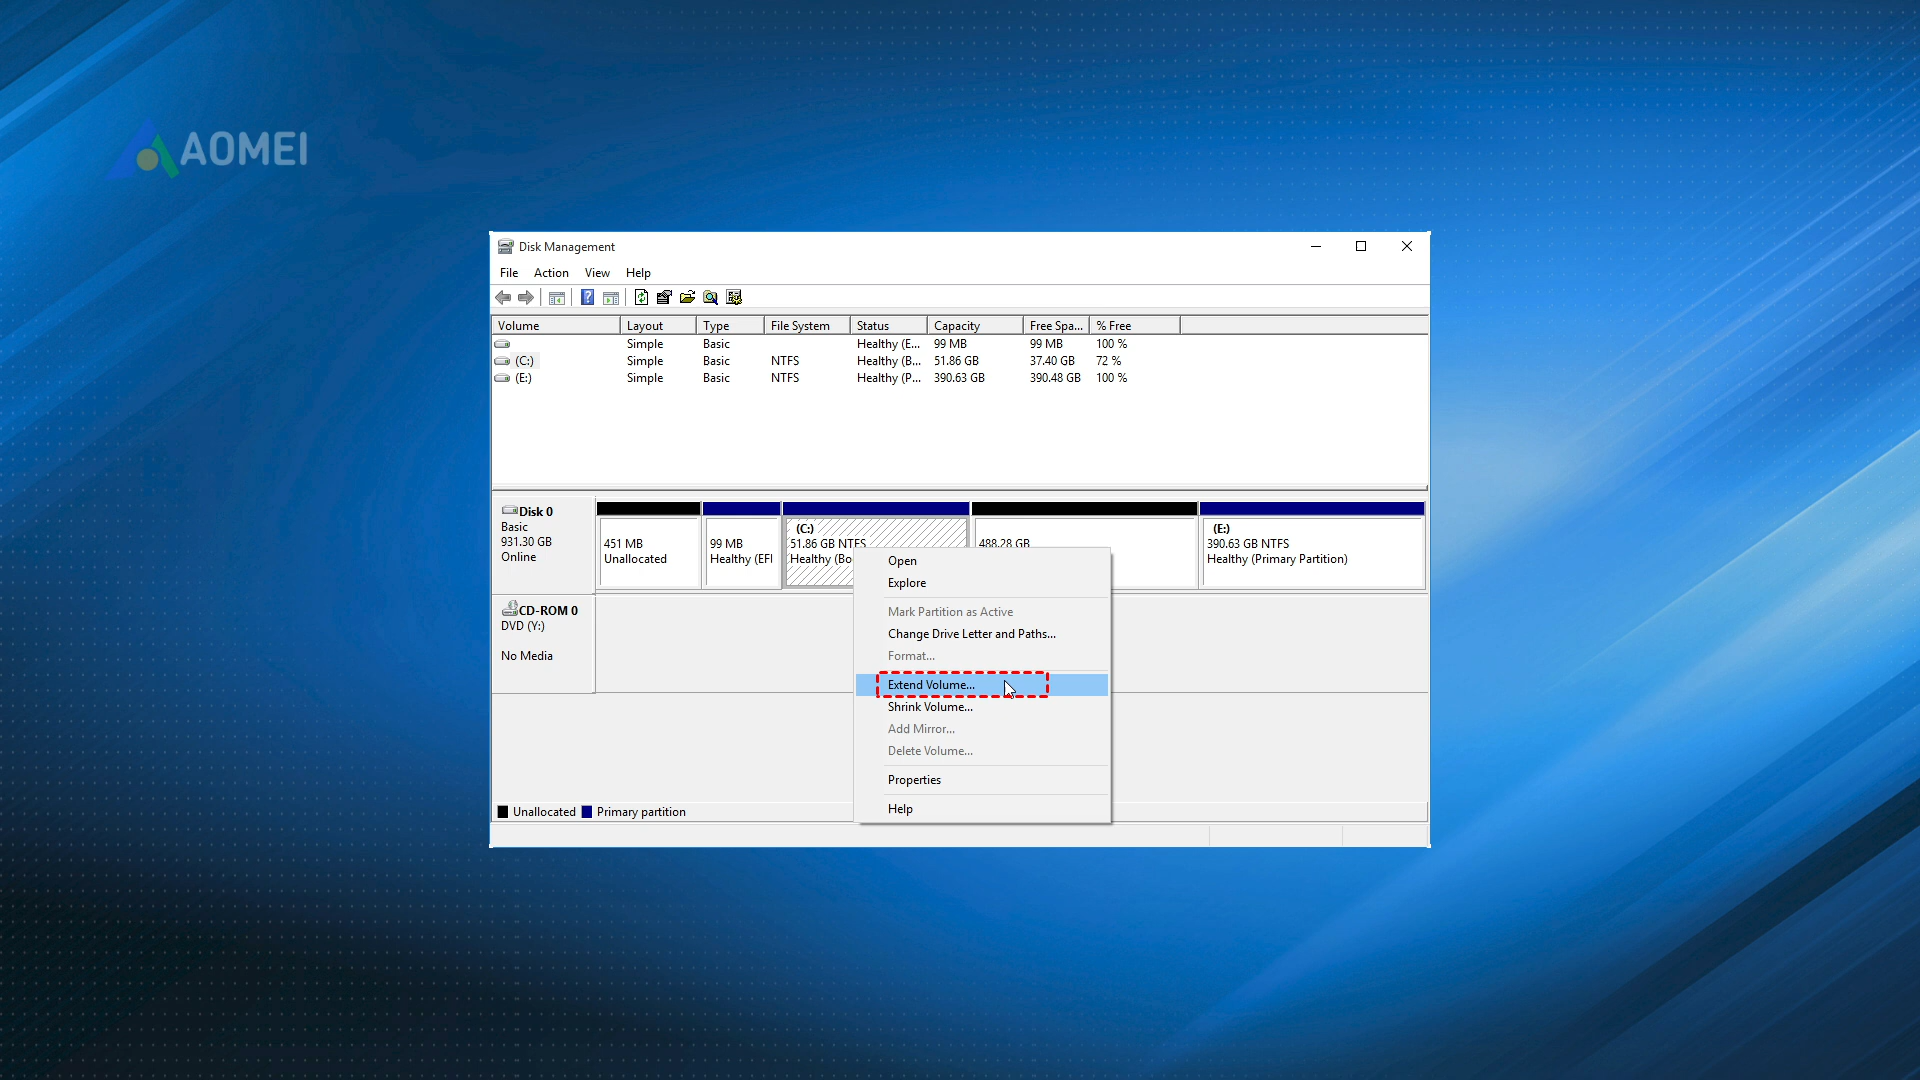 AOMEI
Disk Management
File Action View Help
Volume Layout Type File System Status Capacity Free Spa... % Free
Simple Basic Healthy (E... 99 MB 99 MB 100 %
(C:) Simple Basic NTFS Healthy (B... 51.86 GB 37.40 GB 72 %
(E:) Simple Basic NTFS Healthy (P... 390.63 GB 390.48 GB 100 %
Disk 0
Basic
931.30 GB
Online
451 MB
Unallocated
99 MB
Healthy (EFI
(C:)
51.86 GB NTFS
Healthy (Bo
488.28 GB
(E:)
390.63 GB NTFS
Healthy (Primary Partition)
CD-ROM 0
DVD (Y:)
No Media
Open
Explore
Mark Partition as Active
Change Drive Letter and Paths...
Format...
Extend Volume...
Shrink Volume...
Add Mirror...
Delete Volume...
Properties
Help
Unallocated Primary partition